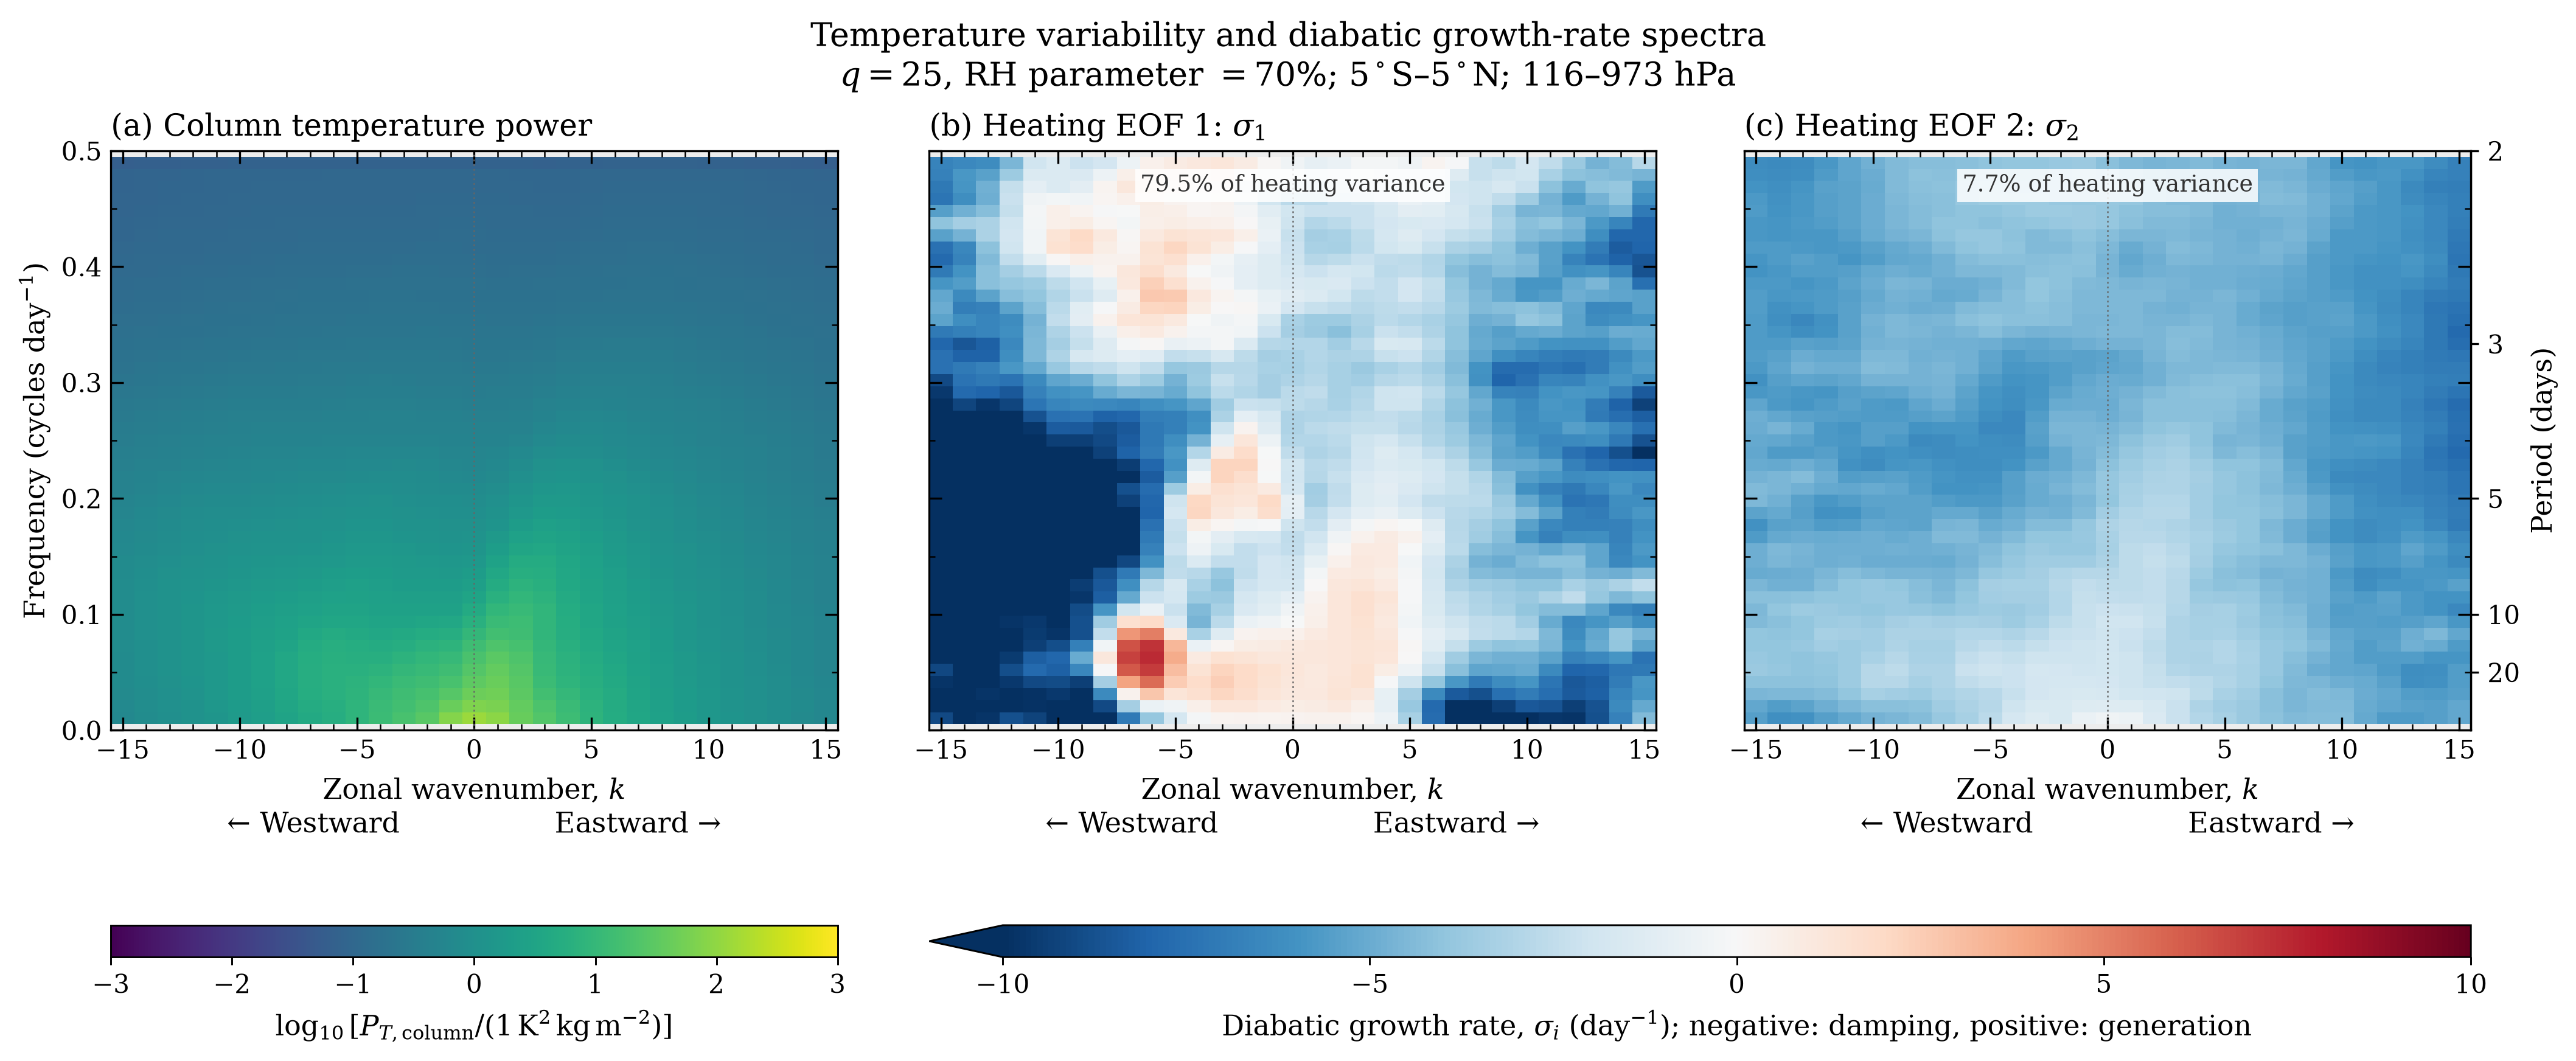 Temperature variability and diabatic growth-rate spectra
q = 25, RH parameter = 70%; 5°S–5°N; 116–973 hPa
(a) Column temperature power
(b) Heating EOF 1: σ₁
(c) Heating EOF 2: σ₂
79.5% of heating variance
7.7% of heating variance
Frequency (cycles day⁻¹)
0.5
0.4
0.3
0.2
0.1
0.0
−15 −10 −5 0 5 10 15
−15 −10 −5 0 5 10 15
−15 −10 −5 0 5 10 15
2
3
5
10
20
Period (days)
Zonal wavenumber, k
← Westward Eastward →
Zonal wavenumber, k
← Westward Eastward →
Zonal wavenumber, k
← Westward Eastward →
−3 −2 −1 0 1 2 3
log₁₀ [P_T, column/(1 K² kg m⁻²)]
−10 −5 0 5 10
Diabatic growth rate, σᵢ (day⁻¹); negative: damping, positive: generation